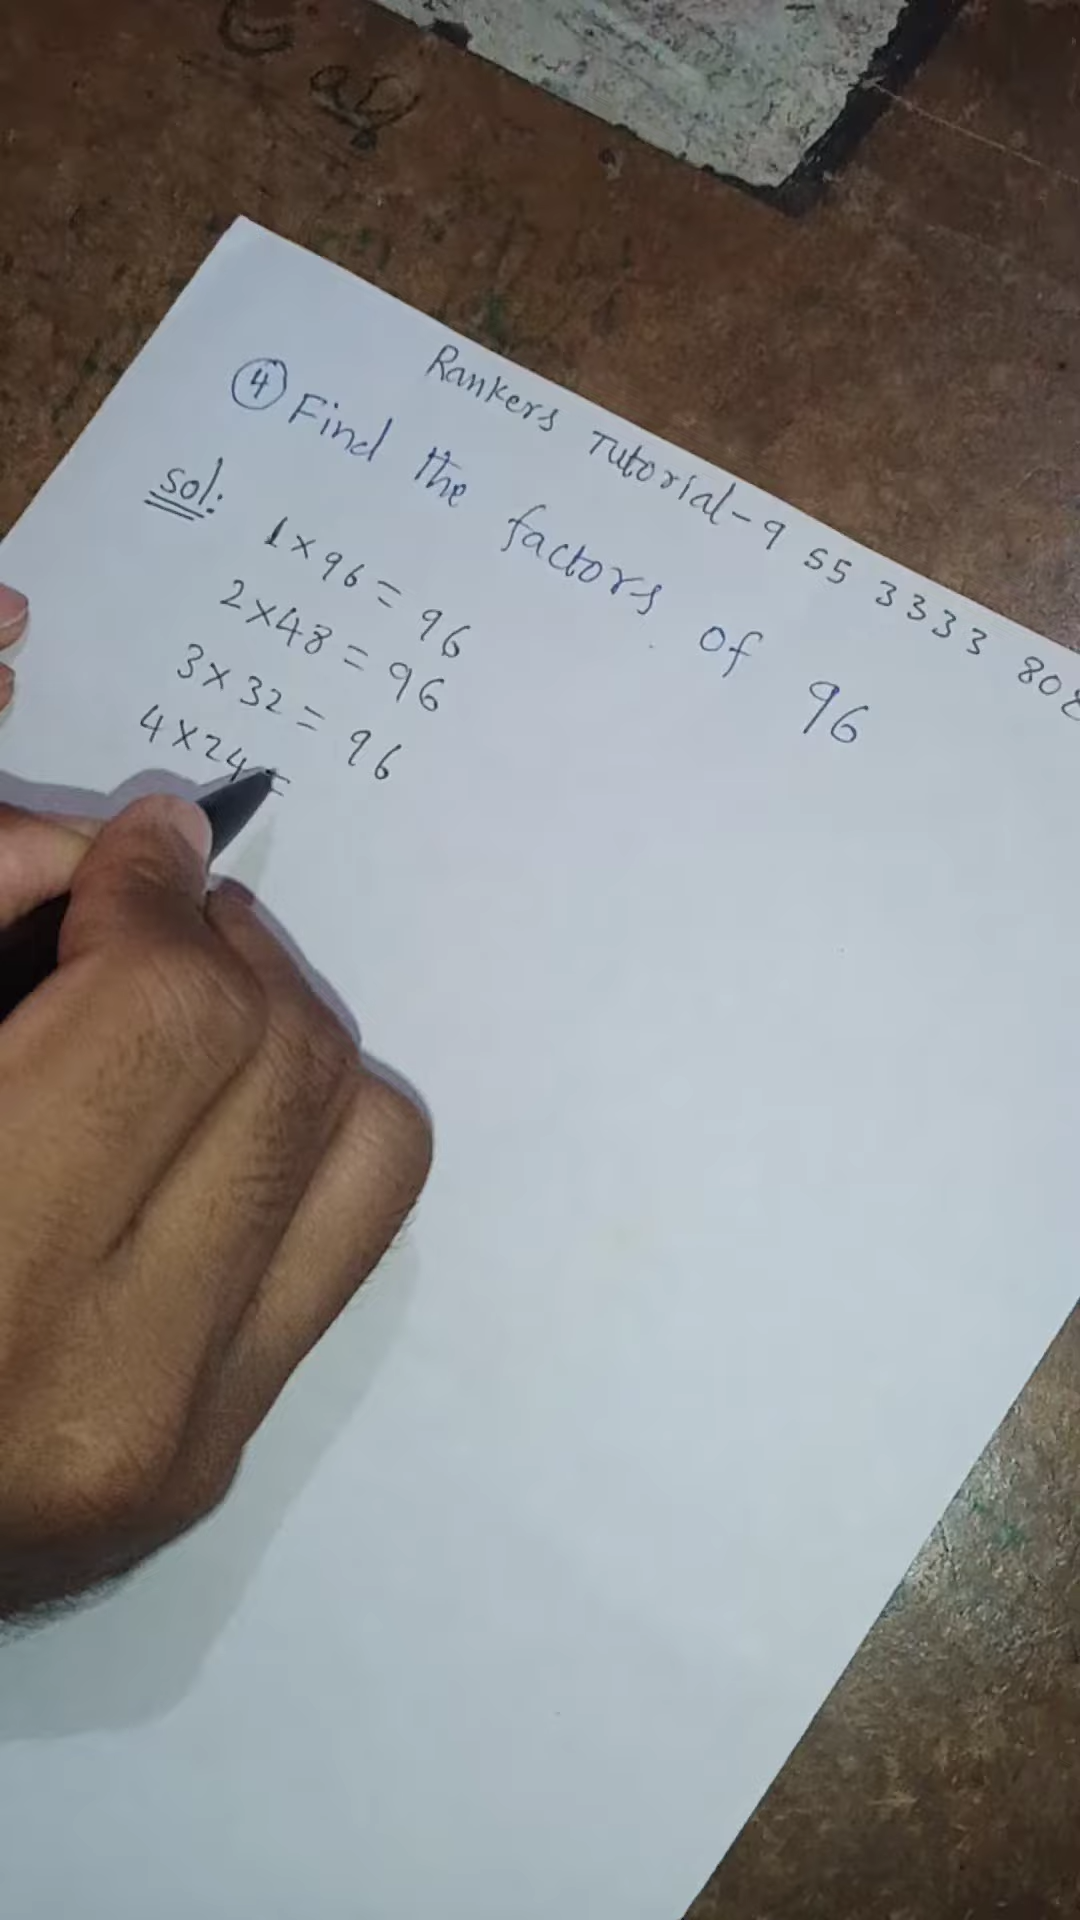 Rankers Tutorial-9 55 3333 808
④ Find the factors of 96
sol:
1×96 = 96
2×48 = 96
3×32 = 96
4×24 =